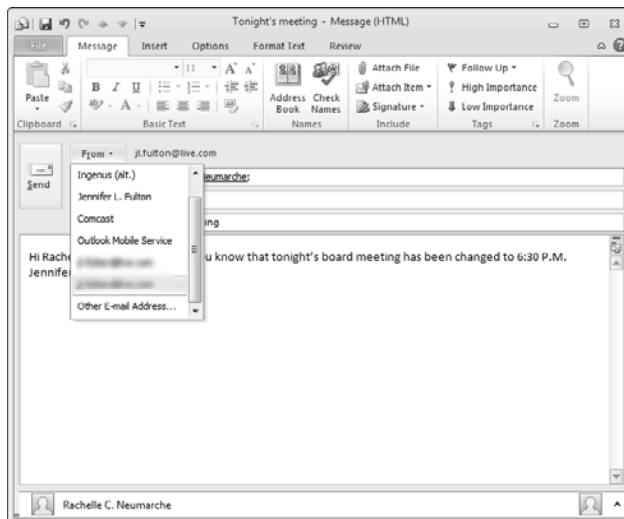 Tonight's meeting - Message (HTML)
File Message Insert Options Format Text Review
Paste
11 A A
B I U
Address Book
Check Names
Attach File
Attach Item
Signature
Follow Up
High Importance
Low Importance
Zoom
Clipboard Basic Text Names Include Tags Zoom
Send
From jl.fulton@live.com
Neumarche;
ing
Ingenus (alt.)
Jennifer L. Fulton
Comcast
Outlook Mobile Service
Other E-mail Address...
Hi Rache u know that tonight's board meeting has been changed to 6:30 P.M.
Jennifer
Rachelle C. Neumarche